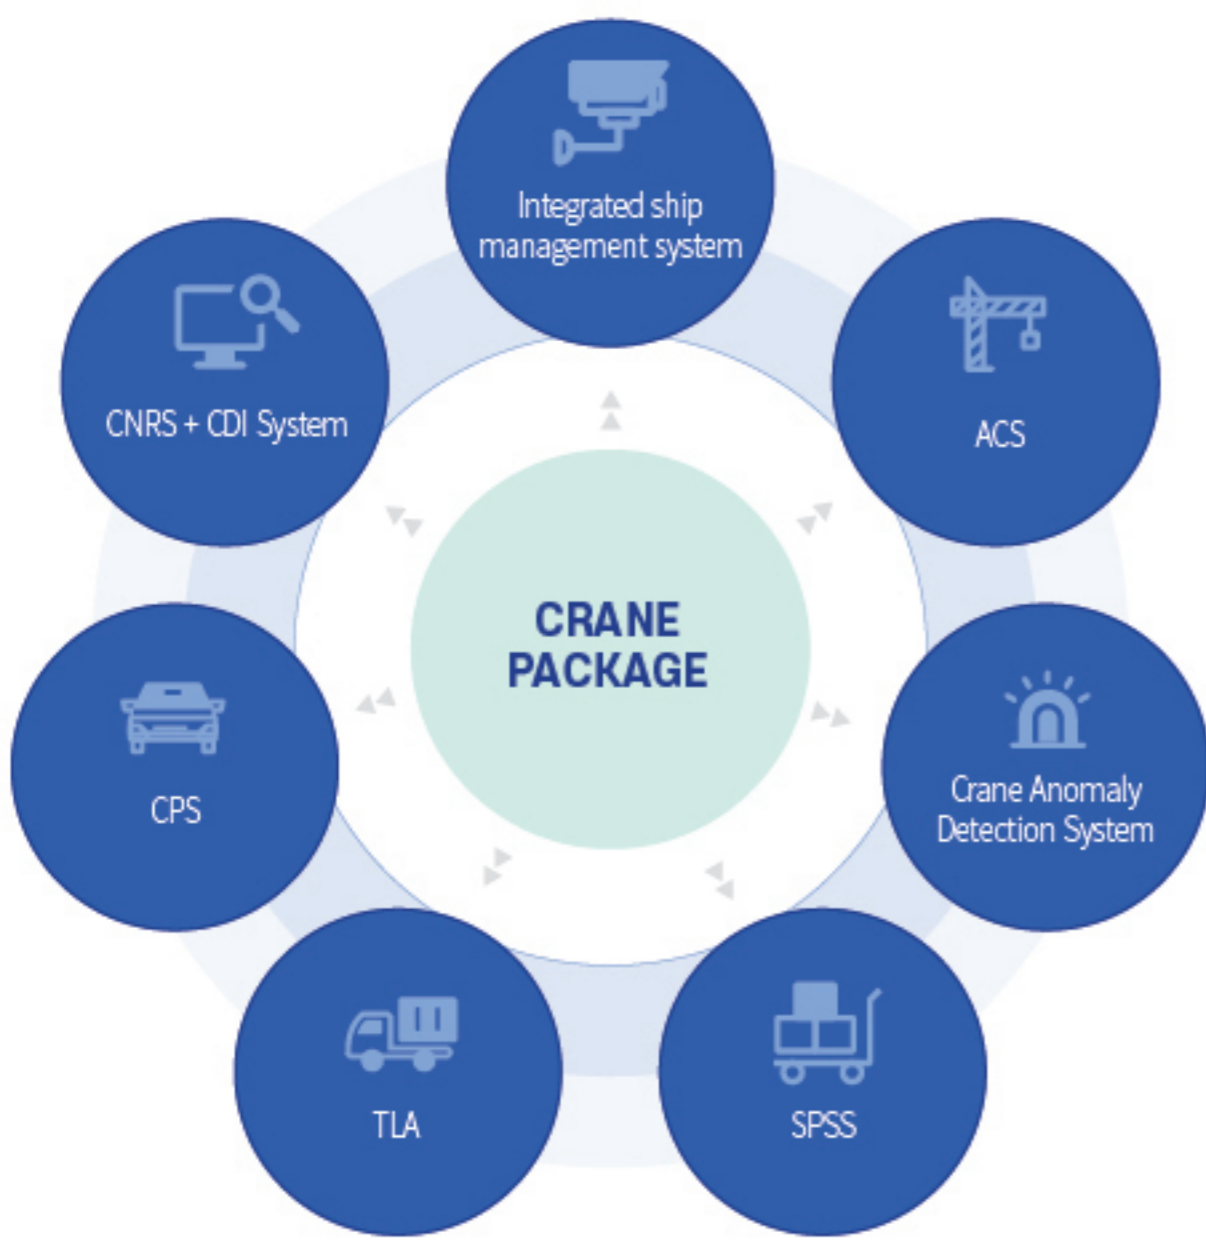 Integrated ship
management system
CNRS + CDI System
ACS
CRANE
PACKAGE
CPS
Crane Anomaly
Detection System
TLA
SPSS